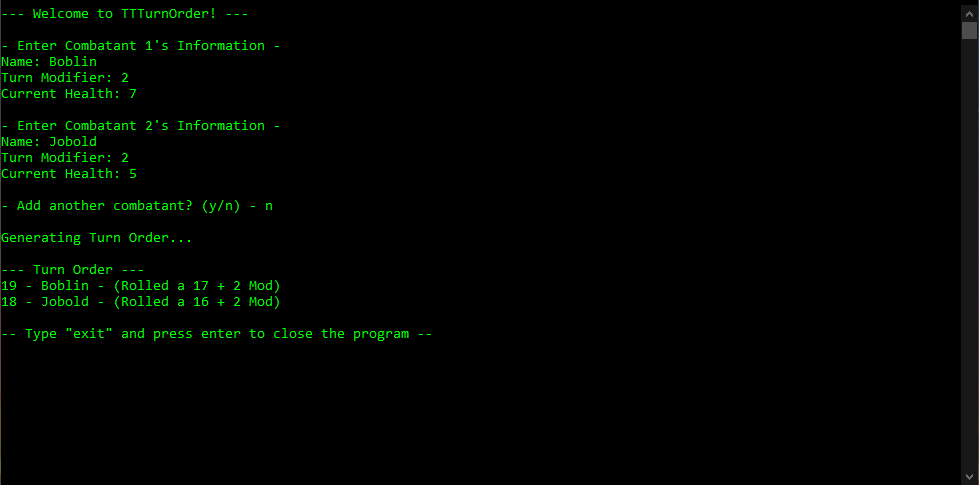 --- Welcome to TTTurnOrder! ---
- Enter Combatant 1's Information -
Name: Boblin
Turn Modifier: 2
Current Health: 7
- Enter Combatant 2's Information -
Name: Jobold
Turn Modifier: 2
Current Health: 5
- Add another combatant? (y/n) - n
Generating Turn Order...
--- Turn Order ---
19 - Boblin - (Rolled a 17 + 2 Mod)
18 - Jobold - (Rolled a 16 + 2 Mod)
-- Type "exit" and press enter to close the program --